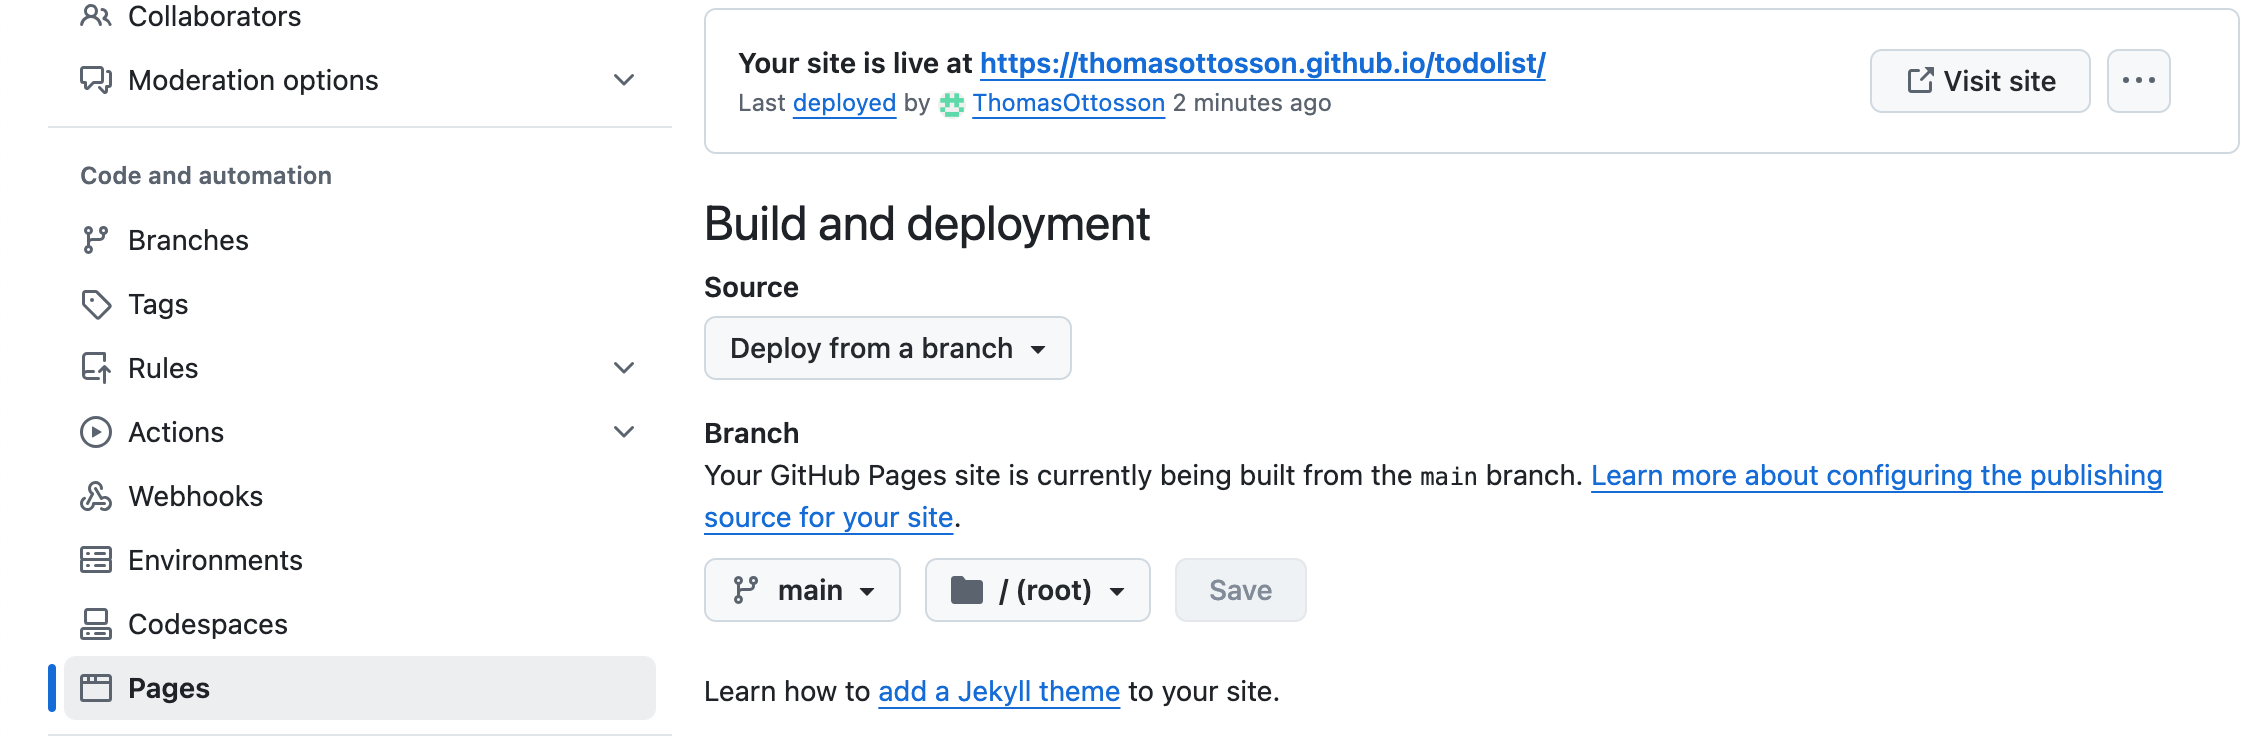 Collaborators
Moderation options
Code and automation
Branches
Tags
Rules
Actions
Webhooks
Environments
Codespaces
Pages
Your site is live at https://thomasottosson.github.io/todolist/
Last deployed by ThomasOttosson 2 minutes ago
Visit site
Build and deployment
Source
Deploy from a branch
Branch
Your GitHub Pages site is currently being built from the main branch. Learn more about configuring the publishing
source for your site.
main
/ (root)
Save
Learn how to add a Jekyll theme to your site.